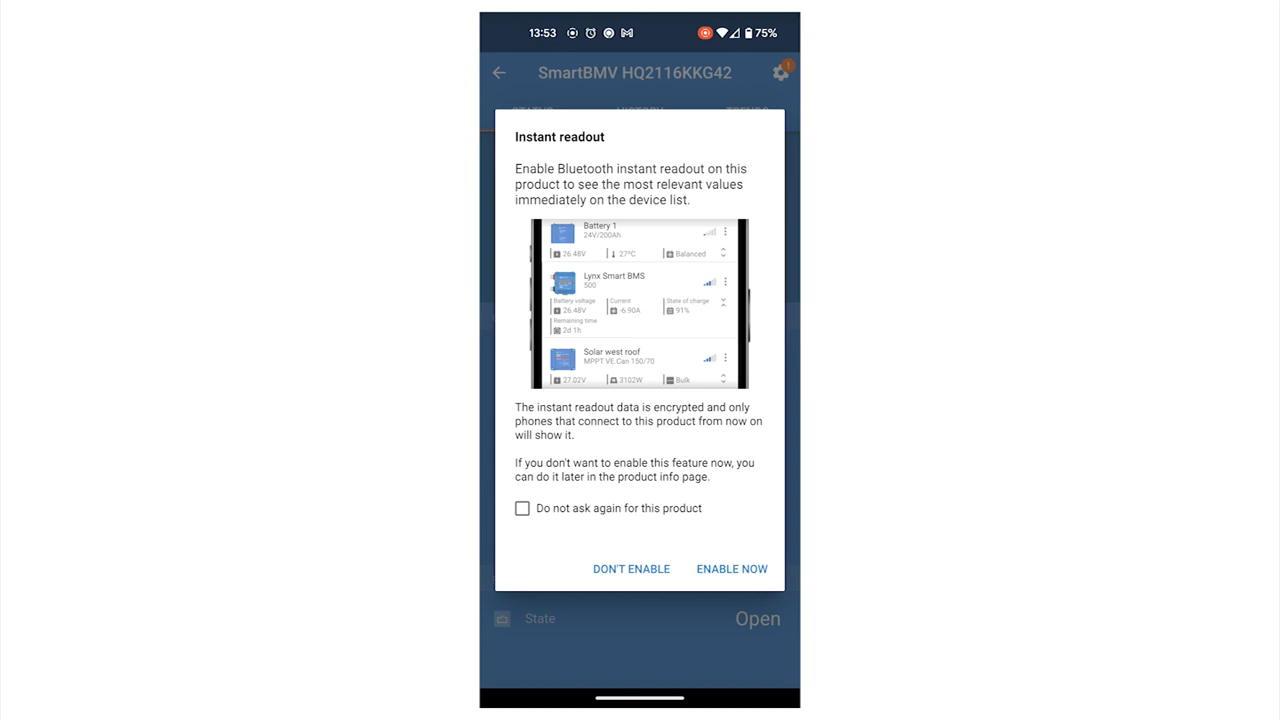 13:53
75%
SmartBMV HQ2116KKG42
!
STATUS HISTORY TRENDS
Instant readout
Enable Bluetooth instant readout on this
product to see the most relevant values
immediately on the device list.
Battery 1
24V/200Ah
26.48V 27°C Balanced
Lynx Smart BMS
500
Battery voltage Current State of charge
26.48V -6.90A 91%
Remaining time
2d 1h
Solar west roof
MPPT VE.Can 150/70
27.02V 3102W Bulk
The instant readout data is encrypted and only
phones that connect to this product from now on
will show it.
If you don't want to enable this feature now, you
can do it later in the product info page.
Do not ask again for this product
DON'T ENABLE ENABLE NOW
State Open